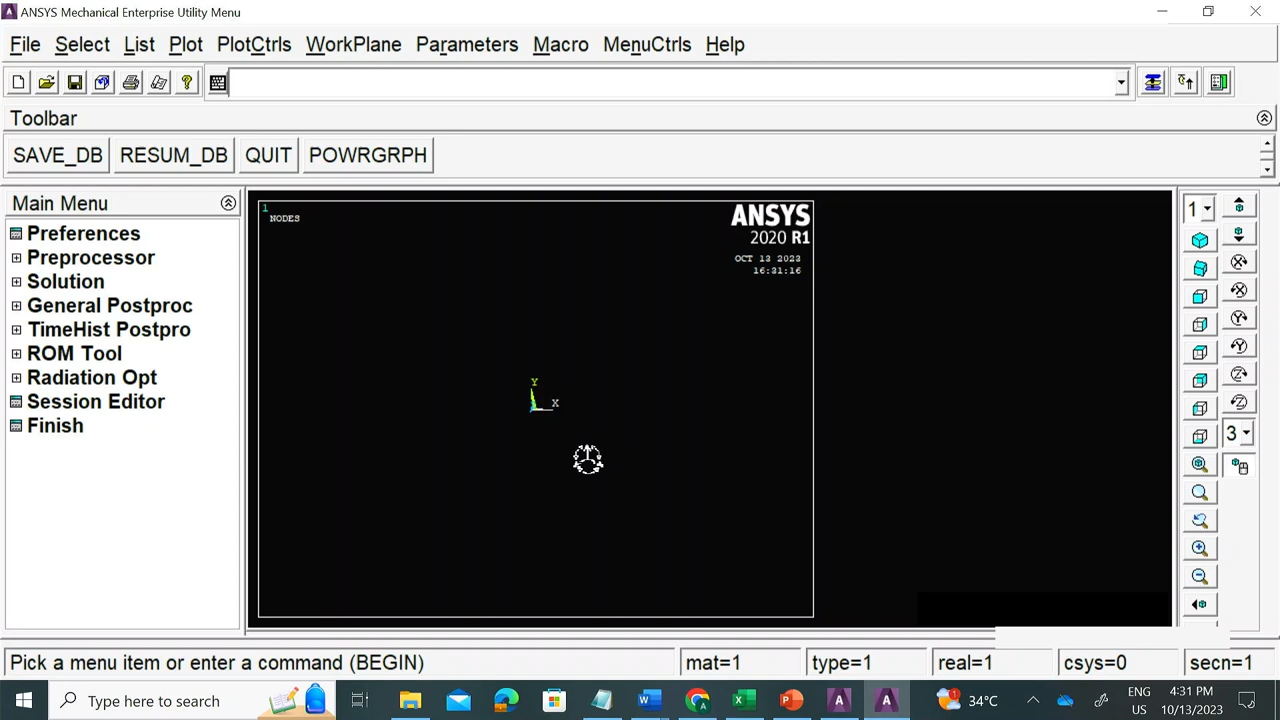 ANSYS Mechanical Enterprise Utility Menu
File Select List Plot PlotCtrls WorkPlane Parameters Macro MenuCtrls Help
Toolbar
SAVE_DB RESUM_DB QUIT POWRGRPH
Main Menu
Preferences
Preprocessor
Solution
General Postproc
TimeHist Postpro
ROM Tool
Radiation Opt
Session Editor
Finish
1
NODES
ANSYS
2020 R1
OCT 13 2023
16:31:16
Y
X
1
3
Pick a menu item or enter a command (BEGIN) mat=1 type=1 real=1 csys=0 secn=1
Type here to search
34°C
ENG
US
4:31 PM
10/13/2023